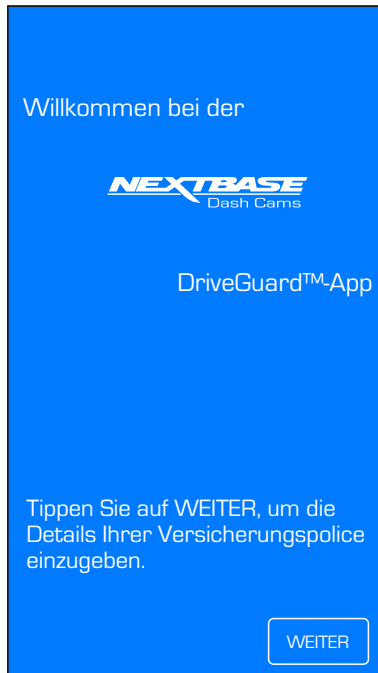 Willkommen bei der
NEXTBASE
Dash Cams
DriveGuard™-App
Tippen Sie auf WEITER, um die
Details Ihrer Versicherungspolice
einzugeben.
WEITER